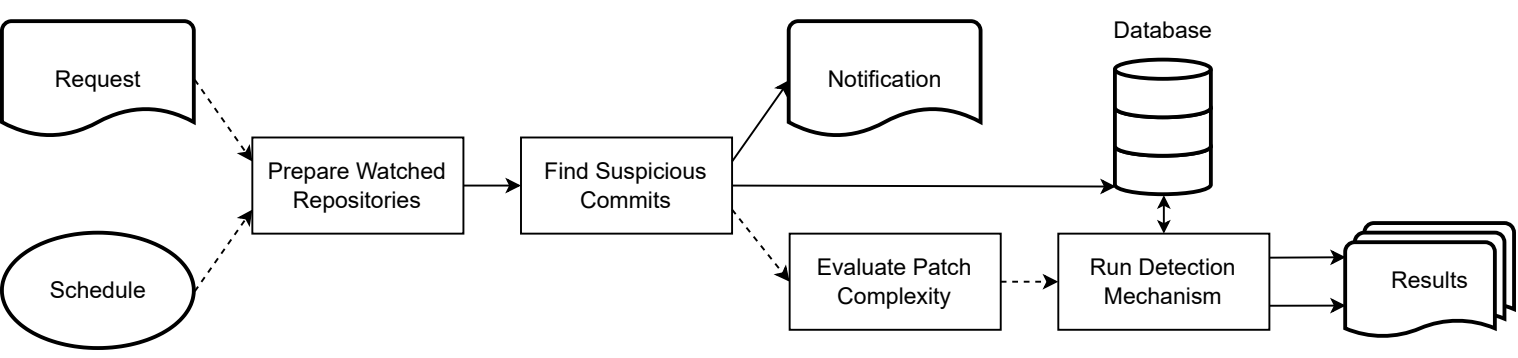 Request
Notification
Database
Prepare Watched
Repositories
Find Suspicious
Commits
Schedule
Evaluate Patch
Complexity
Run Detection
Mechanism
Results